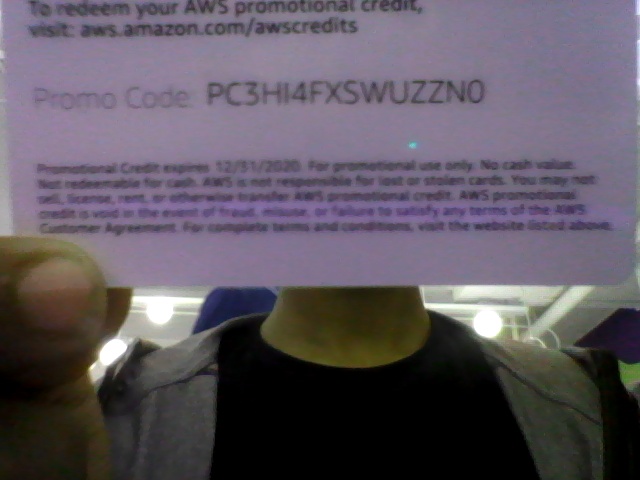 To redeem your AWS promotional credit,
visit: aws.amazon.com/awscredits
Promo Code: PC3HI4FXSWUZZN0
Promotional Credit expires 12/31/2020. For promotional use only. No cash value.
Not redeemable for cash. AWS is not responsible for lost or stolen cards. You may not
sell, license, rent, or otherwise transfer AWS promotional credit. AWS promotional
credit is void in the event of fraud, misuse, or failure to satisfy any terms of the AWS
Customer Agreement. For complete terms and conditions, visit the website listed above.